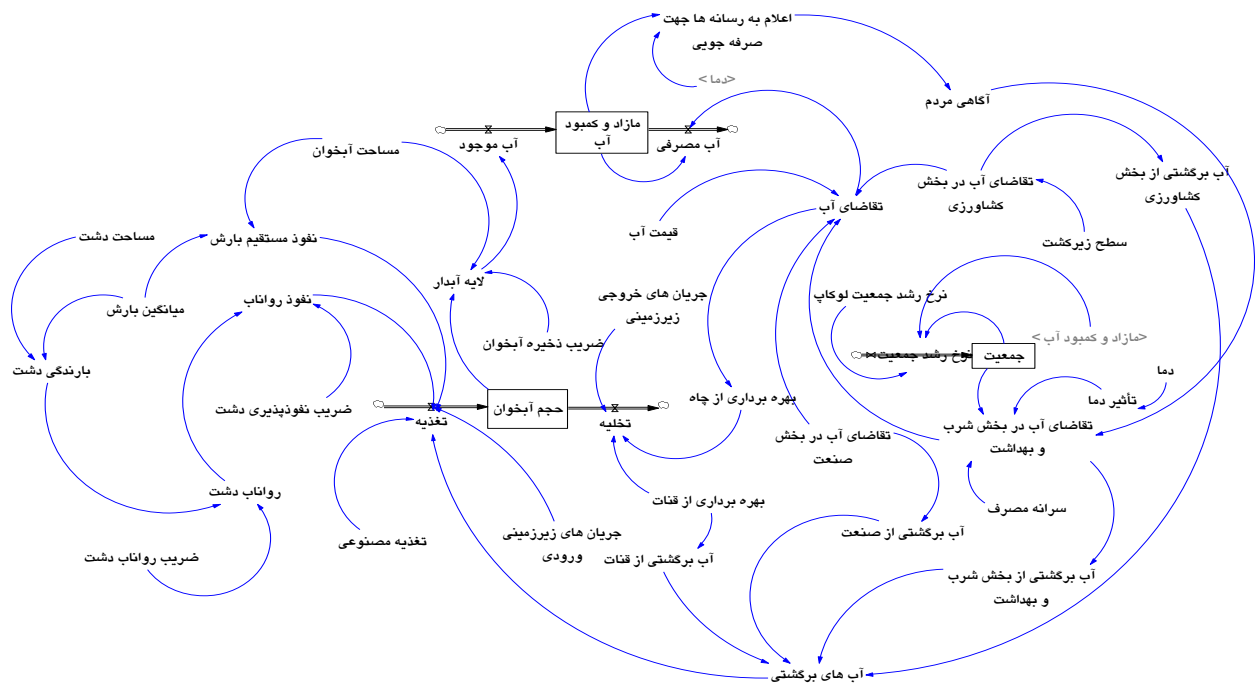 اعلام به رسانه ها جهت
صرفه جویی
<دما>
آگاهی مردم
مازاد و کمبود
آب
آب موجود
آب مصرفی
مساحت آبخوان
آب برگشتی از بخش
کشاورزی
تقاضای آب در بخش
کشاورزی
تقاضای آب
قیمت آب
سطح زیرکشت
مساحت دشت
نفوذ مستقیم بارش
لایه آبدار
جریان های خروجی
زیرزمینی
نرخ رشد جمعیت لوکاپ
میانگین بارش
نفوذ رواناب
ضریب ذخیره آبخوان
<مازاد و کمبود آب>
نرخ رشد جمعیت
جمعیت
بارندگی دشت
دما
تأثیر دما
ضریب نفوذپذیری دشت
حجم آبخوان
بهره برداری از چاه
تغذیه
تخلیه
تقاضای آب در بخش شرب
و بهداشت
تقاضای آب در بخش
صنعت
رواناب دشت
بهره برداری از قنات
سرانه مصرف
تغذیه مصنوعی
جریان های زیرزمینی
ورودی
آب برگشتی از صنعت
ضریب رواناب دشت
آب برگشتی از قنات
آب برگشتی از بخش شرب
و بهداشت
آب های برگشتی